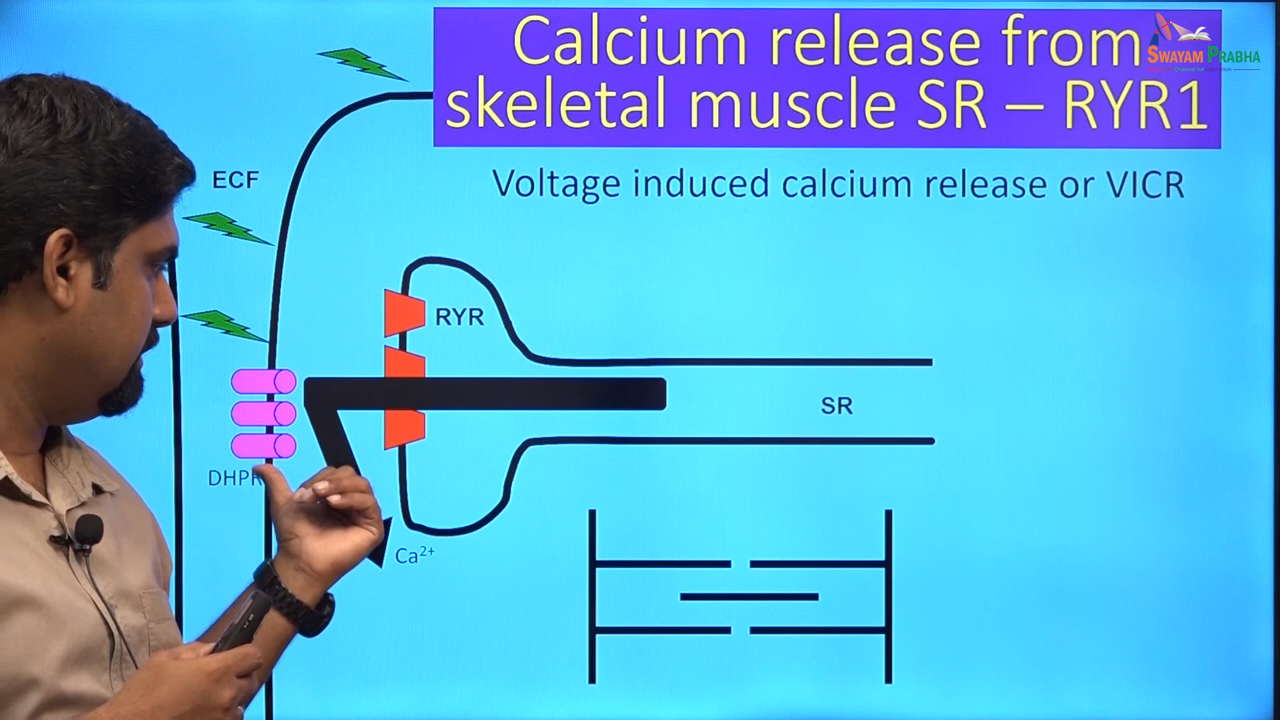 Calcium release from
skeletal muscle SR – RYR1
SWAYAM PRABHA
Voltage induced calcium release or VICR
ECF
RYR
SR
DHPR
Ca²⁺